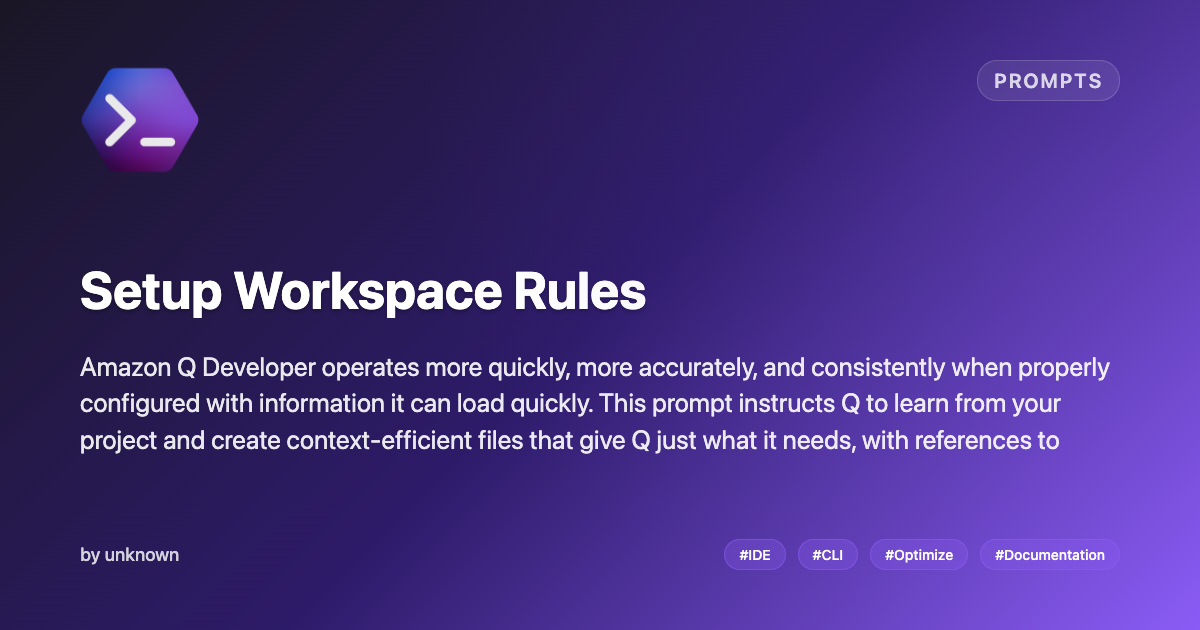 PROMPTS
Setup Workspace Rules
Amazon Q Developer operates more quickly, more accurately, and consistently when properly
configured with information it can load quickly. This prompt instructs Q to learn from your
project and create context-efficient files that give Q just what it needs, with references to
by unknown
#IDE
#CLI
#Optimize
#Documentation